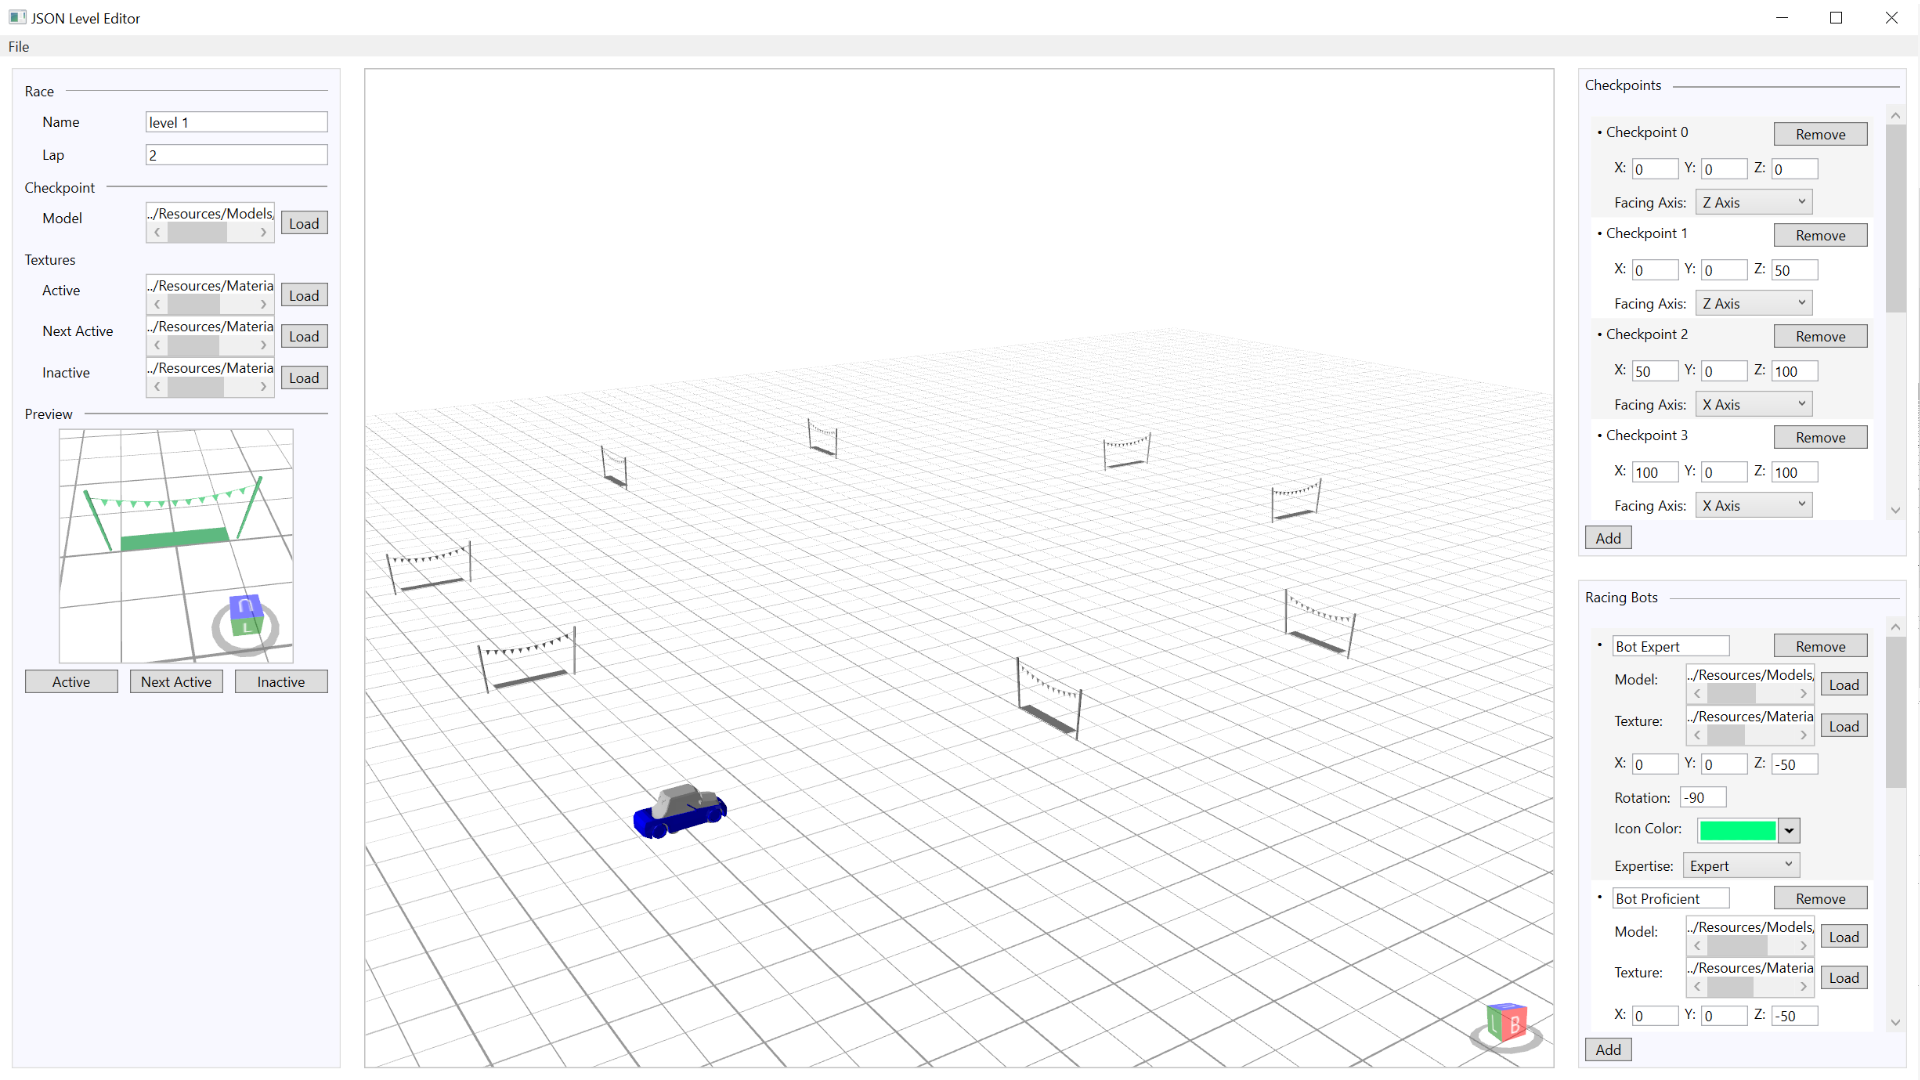 JSON Level Editor
File
Race
Name level 1
Lap 2
Checkpoint
Model ../Resources/Models, Load
Textures
Active ../Resources/Materia Load
Next Active ../Resources/Materia Load
Inactive ../Resources/Materia Load
Preview
U
L
Active Next Active Inactive
L B
Checkpoints
• Checkpoint 0 Remove
X: 0 Y: 0 Z: 0
Facing Axis: Z Axis
• Checkpoint 1 Remove
X: 0 Y: 0 Z: 50
Facing Axis: Z Axis
• Checkpoint 2 Remove
X: 50 Y: 0 Z: 100
Facing Axis: X Axis
• Checkpoint 3 Remove
X: 100 Y: 0 Z: 100
Facing Axis: X Axis
Add
Racing Bots
• Bot Expert Remove
Model: ../Resources/Models, Load
Texture: ../Resources/Materia Load
X: 0 Y: 0 Z: -50
Rotation: -90
Icon Color:
Expertise: Expert
• Bot Proficient Remove
Model: ../Resources/Models, Load
Texture: ../Resources/Materia Load
X: 0 Y: 0 Z: -50
Add